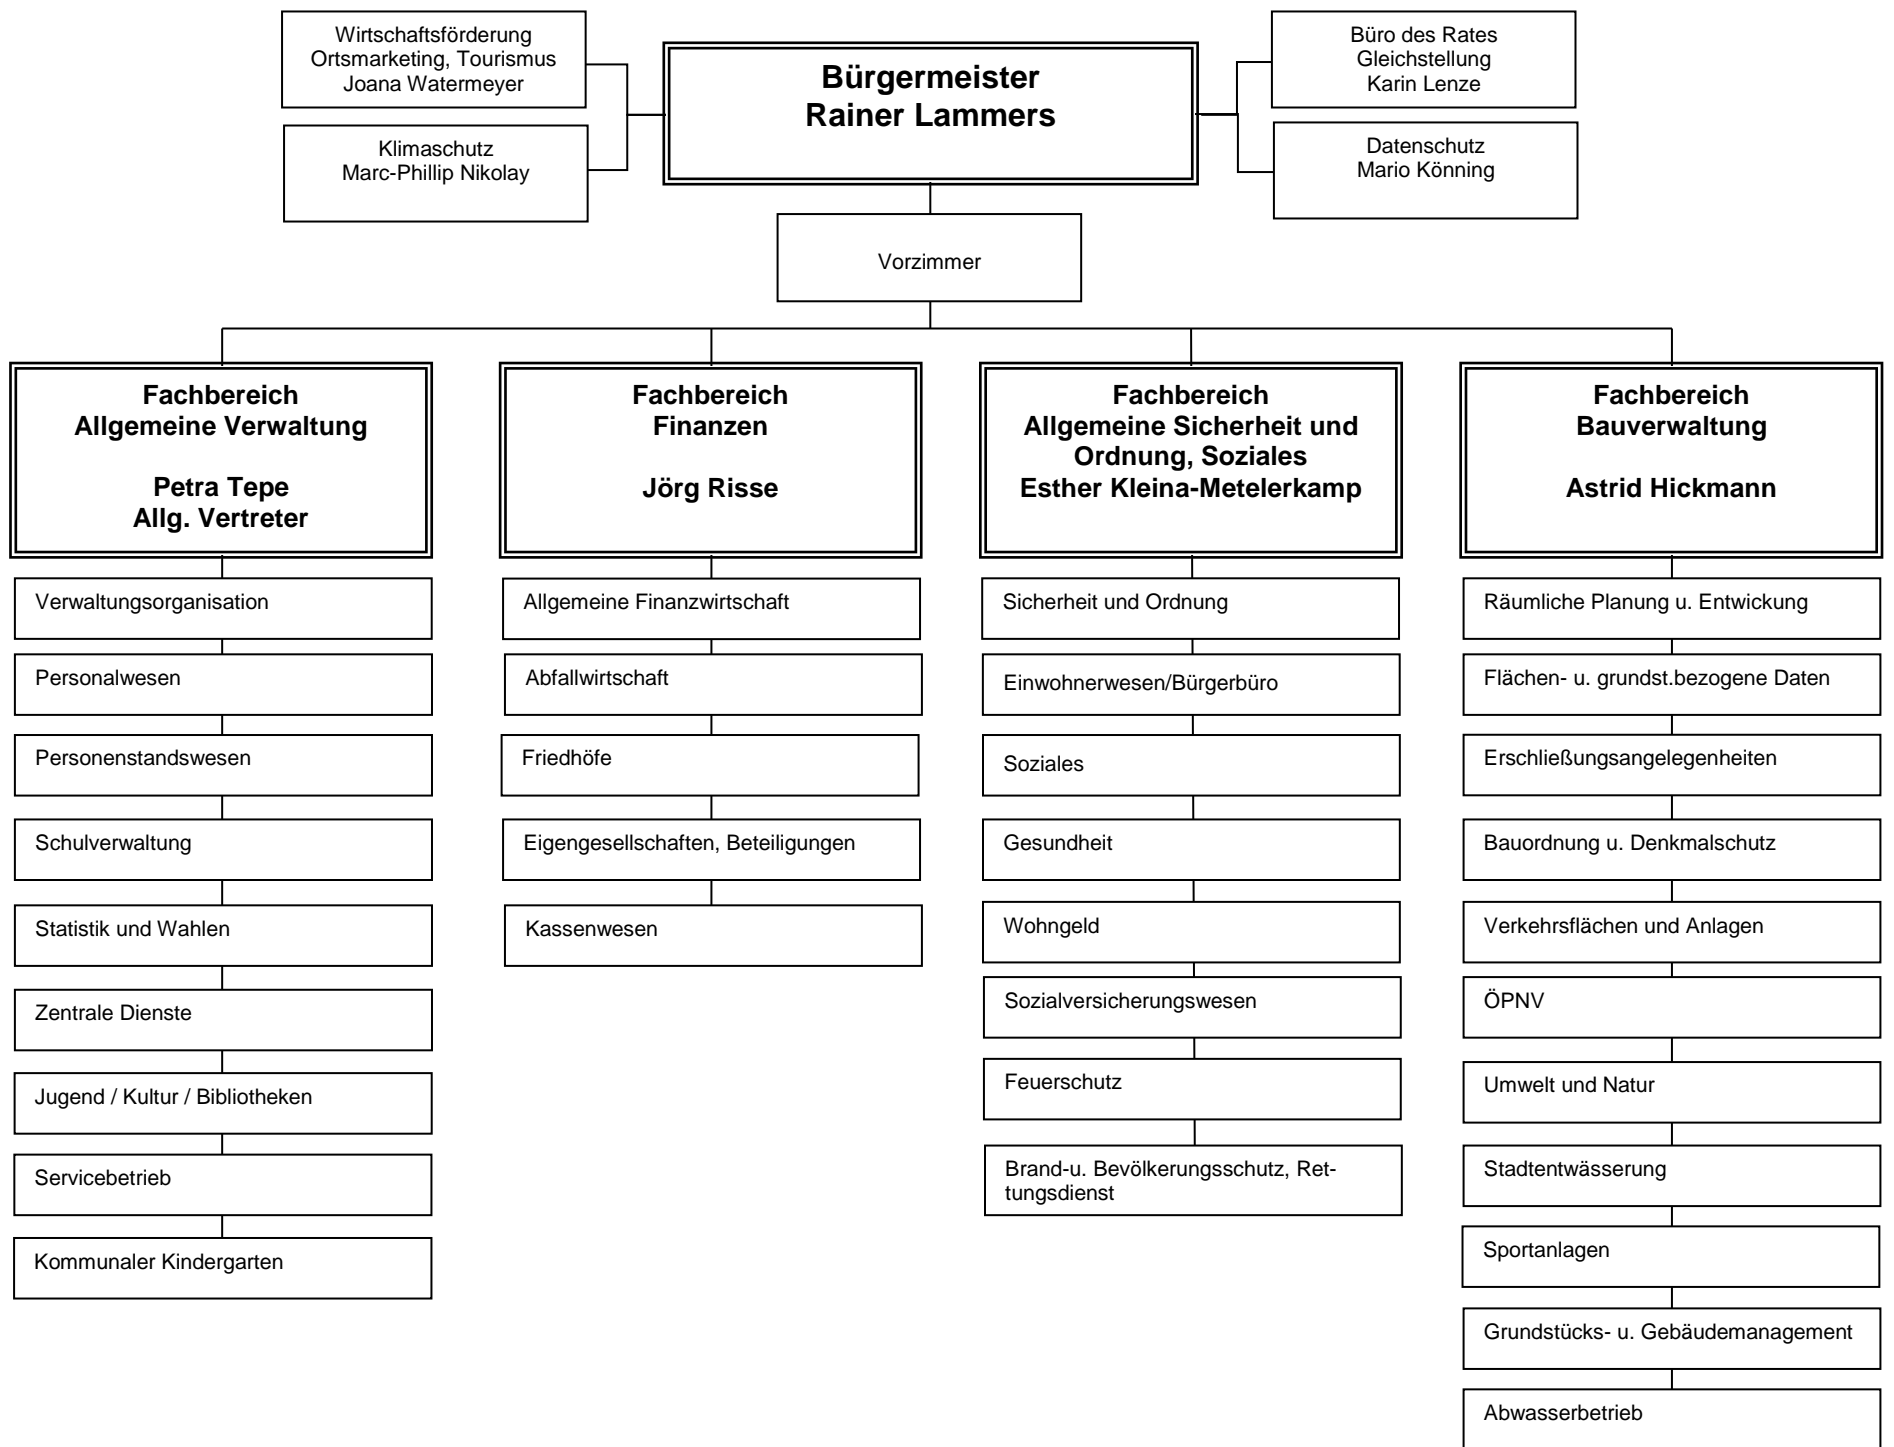 Wirtschaftsförderung
Ortsmarketing, Tourismus
Joana Watermeyer
Klimaschutz
Marc-Phillip Nikolay
Bürgermeister
Rainer Lammers
Büro des Rates
Gleichstellung
Karin Lenze
Datenschutz
Mario Könning
Vorzimmer
Fachbereich
Allgemeine Verwaltung
Petra Tepe
Allg. Vertreter
Verwaltungsorganisation
Personalwesen
Personenstandswesen
Schulverwaltung
Statistik und Wahlen
Zentrale Dienste
Jugend / Kultur / Bibliotheken
Servicebetrieb
Kommunaler Kindergarten
Fachbereich
Finanzen
Jörg Risse
Allgemeine Finanzwirtschaft
Abfallwirtschaft
Friedhöfe
Eigengesellschaften, Beteiligungen
Kassenwesen
Fachbereich
Allgemeine Sicherheit und
Ordnung, Soziales
Esther Kleina-Metelerkamp
Sicherheit und Ordnung
Einwohnerwesen/Bürgerbüro
Soziales
Gesundheit
Wohngeld
Sozialversicherungswesen
Feuerschutz
Brand-u. Bevölkerungsschutz, Ret-
tungsdienst
Fachbereich
Bauverwaltung
Astrid Hickmann
Räumliche Planung u. Entwickung
Flächen- u. grundst.bezogene Daten
Erschließungsangelegenheiten
Bauordnung u. Denkmalschutz
Verkehrsflächen und Anlagen
ÖPNV
Umwelt und Natur
Stadtentwässerung
Sportanlagen
Grundstücks- u. Gebäudemanagement
Abwasserbetrieb